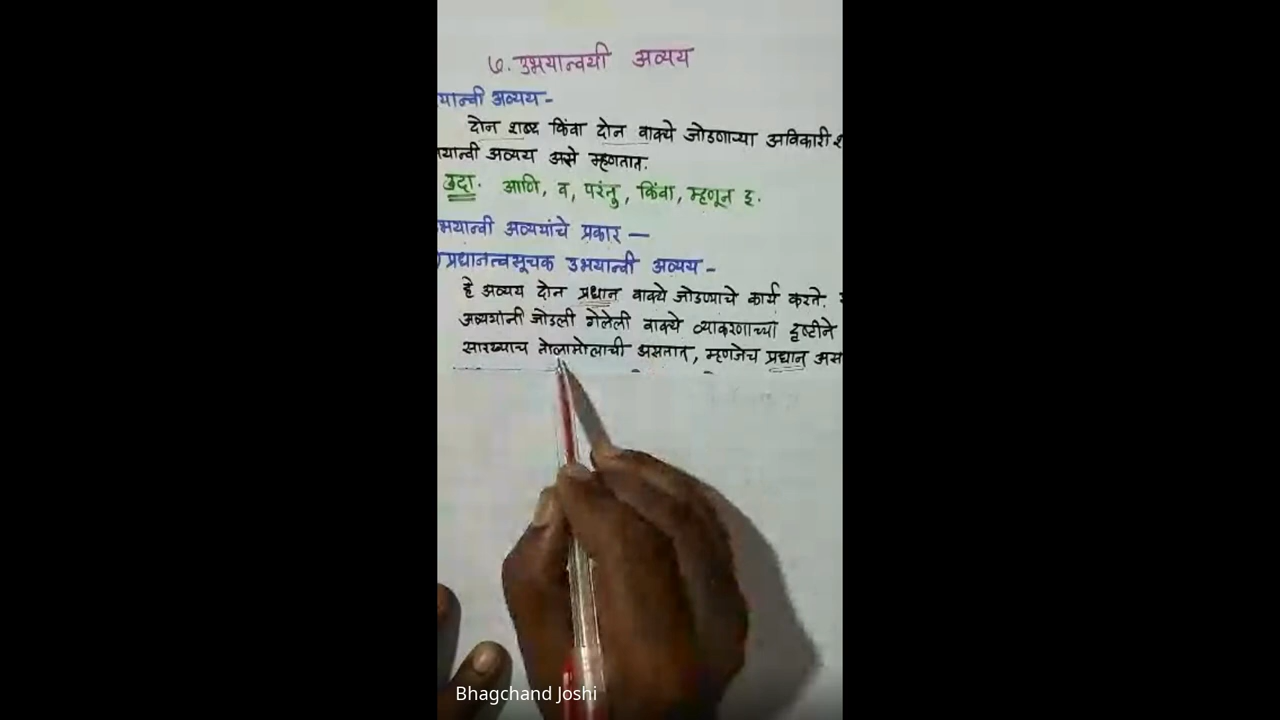 ७. उभयान्वयी अव्यय
यान्वी अव्यय -
दोन शब्द किंवा दोन वाक्ये जोडणाऱ्या अविकारी
यान्वी अव्यय असे म्हणतात.
उदा. आणि, व, परंतु, किंवा, म्हणून इ.
भयान्वी अव्ययांचे प्रकार —
प्रधानत्वसूचक उभयान्वी अव्यय -
हे अव्यय दोन प्रधान वाक्ये जोडण्याचे कार्य करते.
अव्ययांनी जोडली गेलेली वाक्ये व्याकरणाच्या दृष्टीने
सारख्याच तोलामोलाची असतात, म्हणजेच प्रधान अस
Bhagchand Joshi